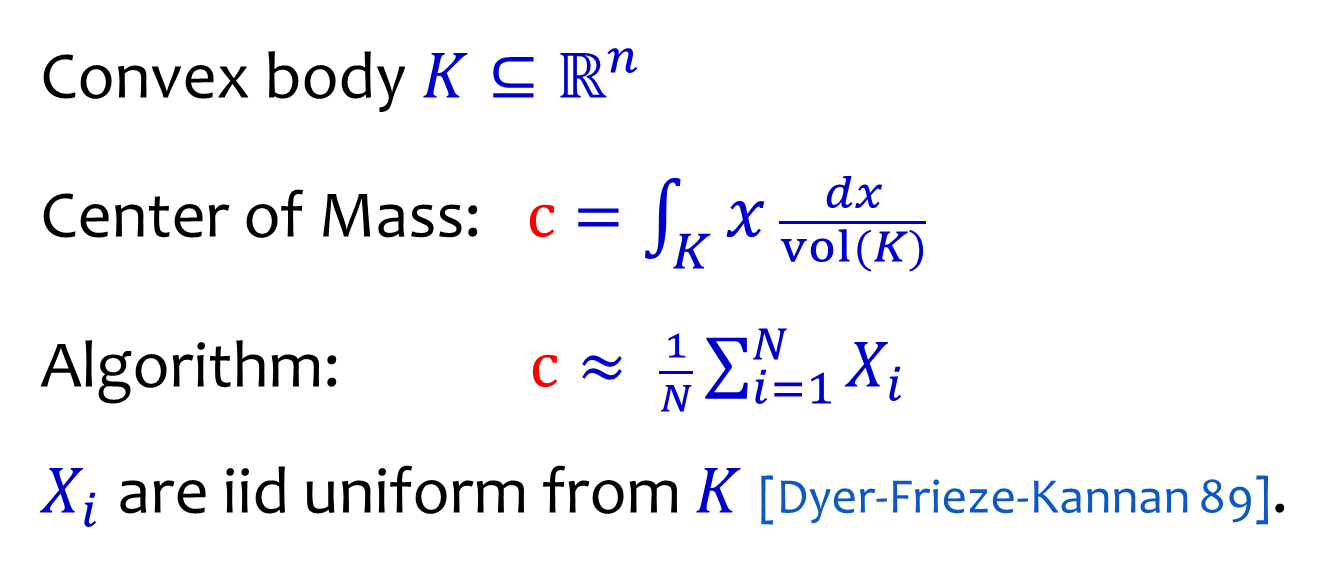 Convex body K ⊆ ℝⁿ
Center of Mass: c = ∫_K x dx/vol(K)
Algorithm: c ≈ 1/N ∑_{i=1}^N X_i
X_i are iid uniform from K [Dyer-Frieze-Kannan 89].